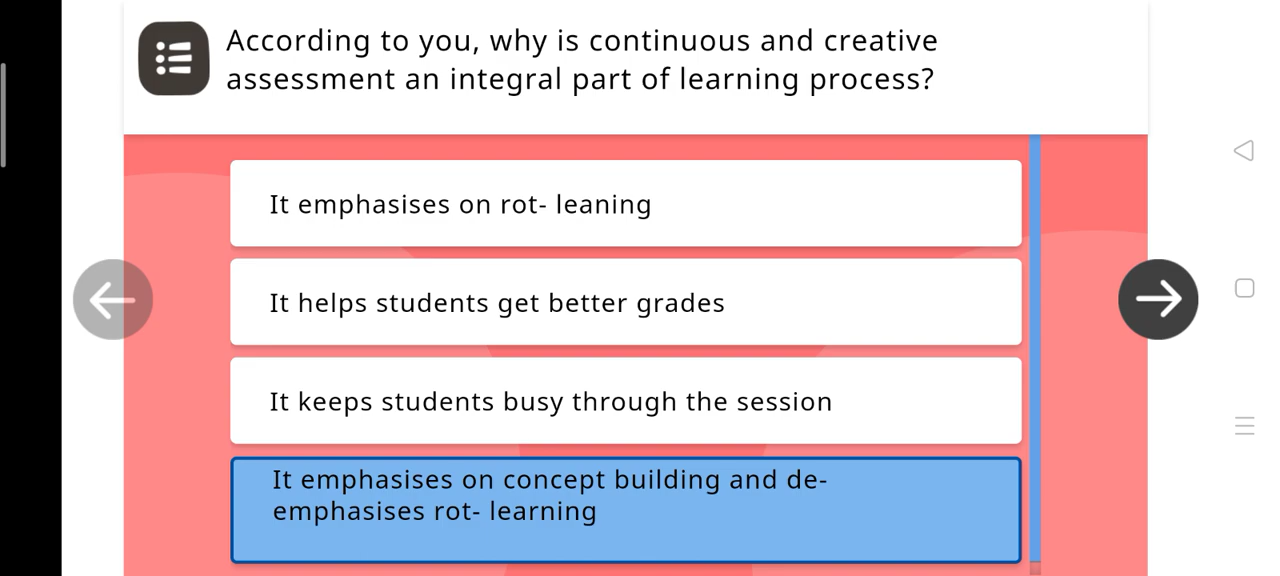 According to you, why is continuous and creative
assessment an integral part of learning process?
It emphasises on rot- leaning
It helps students get better grades
It keeps students busy through the session
It emphasises on concept building and de-
emphasises rot- learning